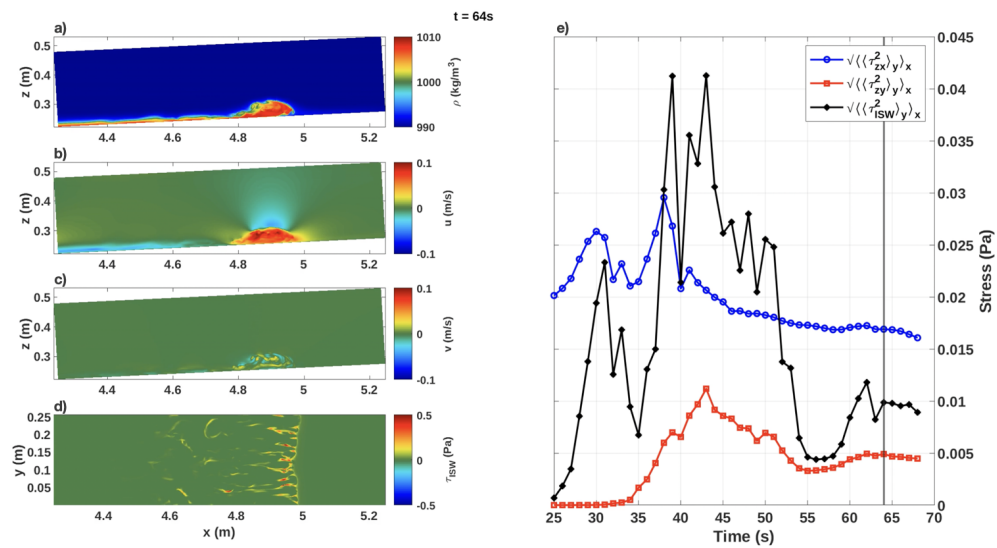 t = 64s
a)
z (m)
0.5
0.4
0.3
4.4 4.6 4.8 5 5.2
1010
1000
990
ρ (kg/m³)
b)
z (m)
0.5
0.4
0.3
4.4 4.6 4.8 5 5.2
0.1
0
-0.1
u (m/s)
c)
z (m)
0.5
0.4
0.3
4.4 4.6 4.8 5 5.2
0.1
0
-0.1
v (m/s)
d)
y (m)
0.25
0.20
0.15
0.10
0.05
4.4 4.6 4.8 5 5.2
x (m)
0.5
0
-0.5
τ_ISW (Pa)
e)
√⟨⟨τ²_zx⟩_y⟩_x
√⟨⟨τ²_zy⟩_y⟩_x
√⟨⟨τ²_ISW⟩_y⟩_x
0.045
0.04
0.035
0.03
0.025
0.02
0.015
0.01
0.005
0
Stress (Pa)
25 30 35 40 45 50 55 60 65 70
Time (s)